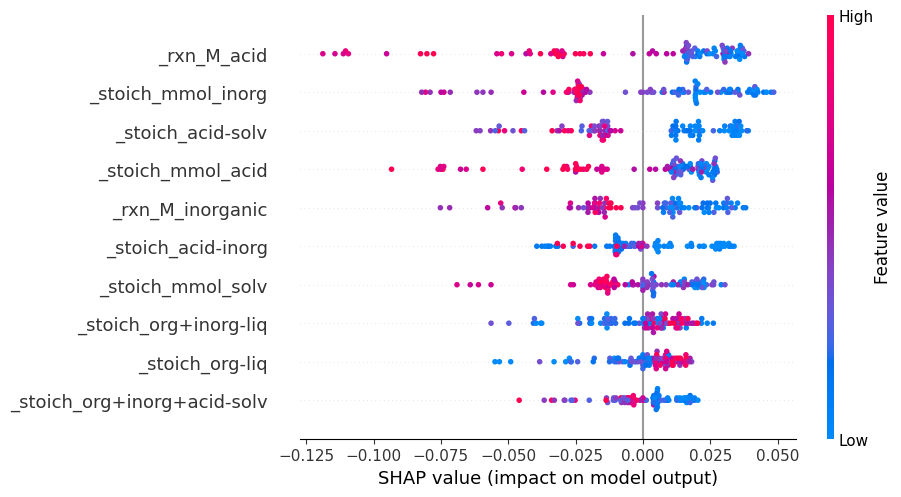 High
_rxn_M_acid
_stoich_mmol_inorg
_stoich_acid-solv
_stoich_mmol_acid
_rxn_M_inorganic
_stoich_acid-inorg
_stoich_mmol_solv
_stoich_org+inorg-liq
_stoich_org-liq
_stoich_org+inorg+acid-solv
Feature value
Low
−0.125 −0.100 −0.075 −0.050 −0.025 0.000 0.025 0.050
SHAP value (impact on model output)